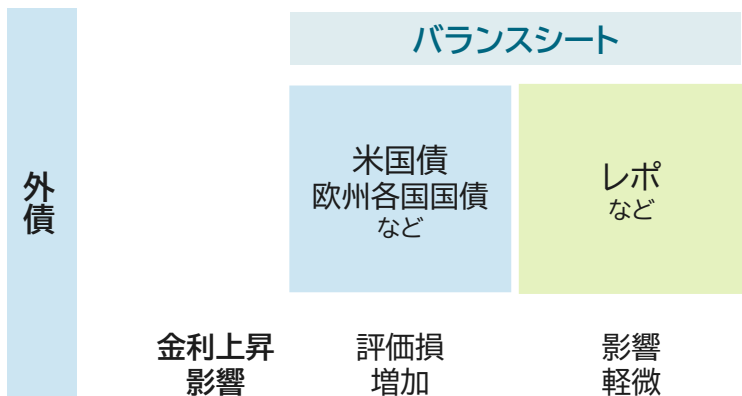 バランスシート
外債
米国債
欧州各国国債
など
レポ
など
金利上昇
影響
評価損
増加
影響
軽微